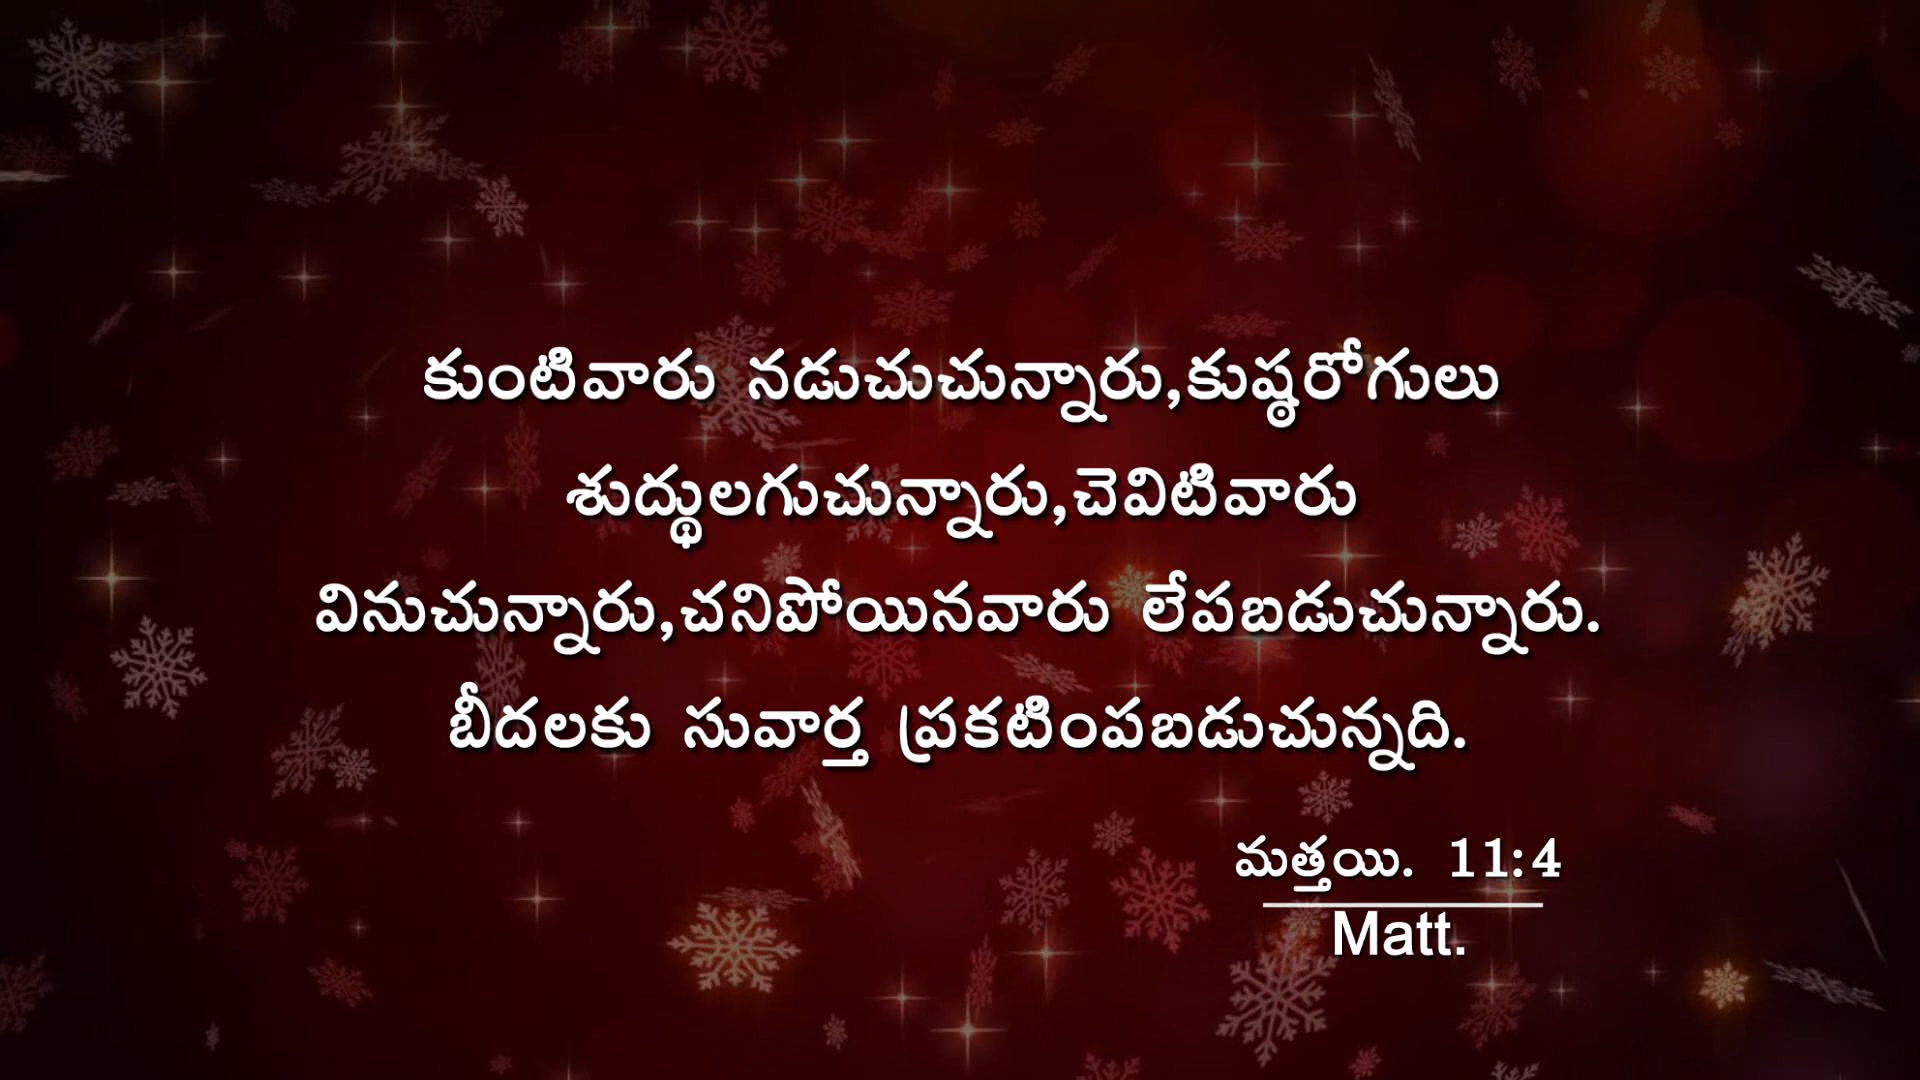 కుంటివారు నడుచుచున్నారు,కుష్ఠరోగులు
శుద్థులగుచున్నారు,చెవిటివారు
వినుచున్నారు,చనిపోయినవారు లేపబడుచున్నారు.
బీదలకు సువార్త ప్రకటింపబడుచున్నది.
మత్తయి. 11:4
Matt.